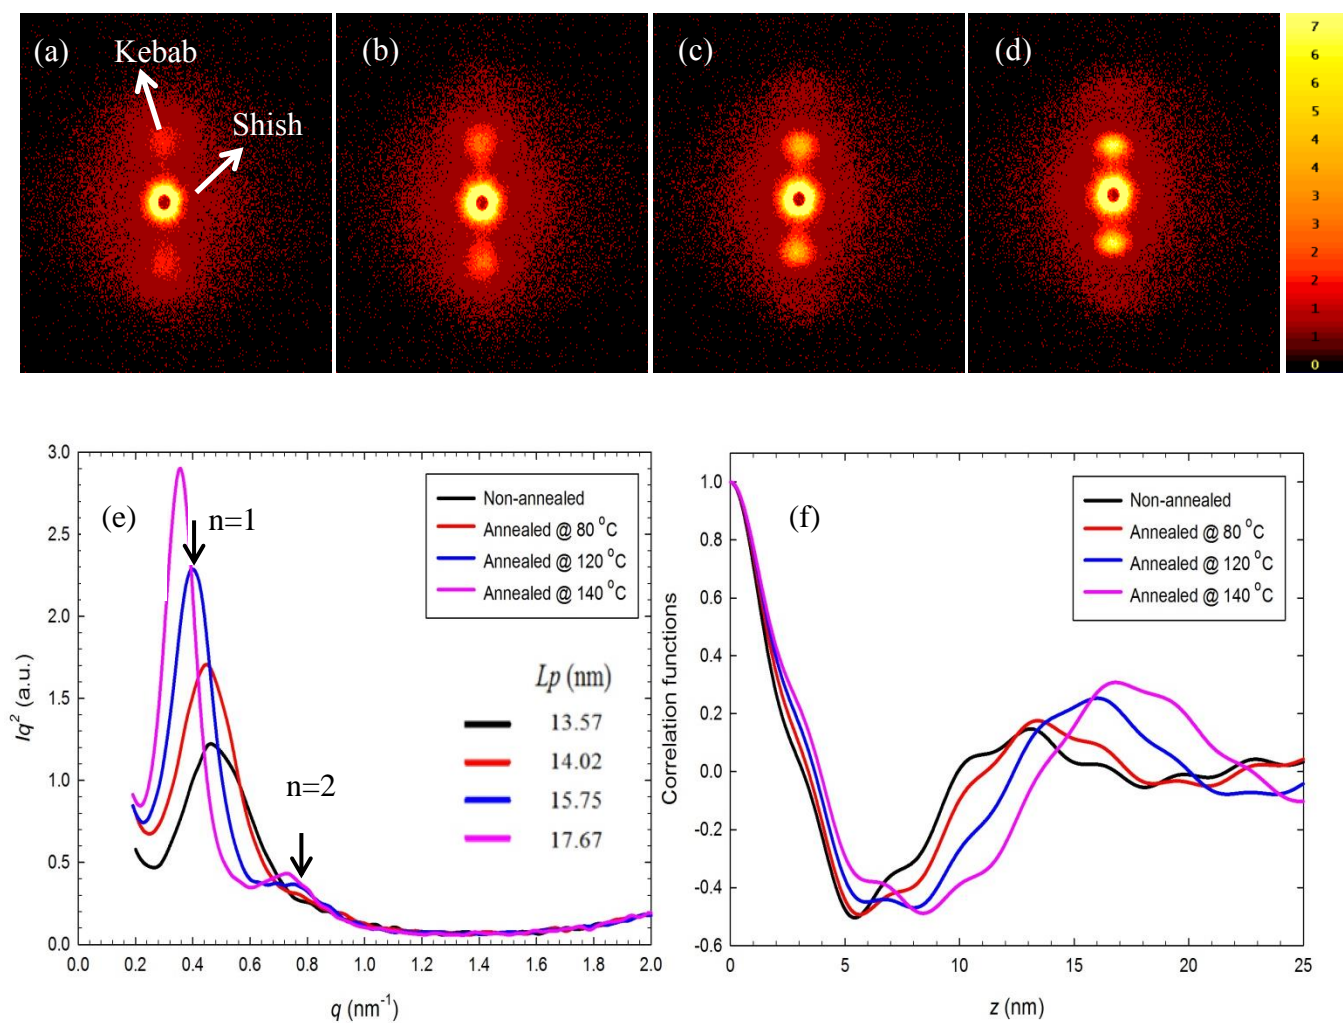 (a)
Kebab
Shish
(b)
(c)
(d)
7
6
6
5
4
3
3
2
2
1
1
0
(e)
n=1
n=2
Non-annealed
Annealed @ 80 °C
Annealed @ 120 °C
Annealed @ 140 °C
Lp (nm)
13.57
14.02
15.75
17.67
Iq² (a.u.)
3.0
2.5
2.0
1.5
1.0
0.5
0.0
0.0 0.2 0.4 0.6 0.8 1.0 1.2 1.4 1.6 1.8 2.0
q (nm⁻¹)
(f)
Non-annealed
Annealed @ 80 °C
Annealed @ 120 °C
Annealed @ 140 °C
Correlation functions
1.0
0.8
0.6
0.4
0.2
0.0
-0.2
-0.4
-0.6
0 5 10 15 20 25
z (nm)